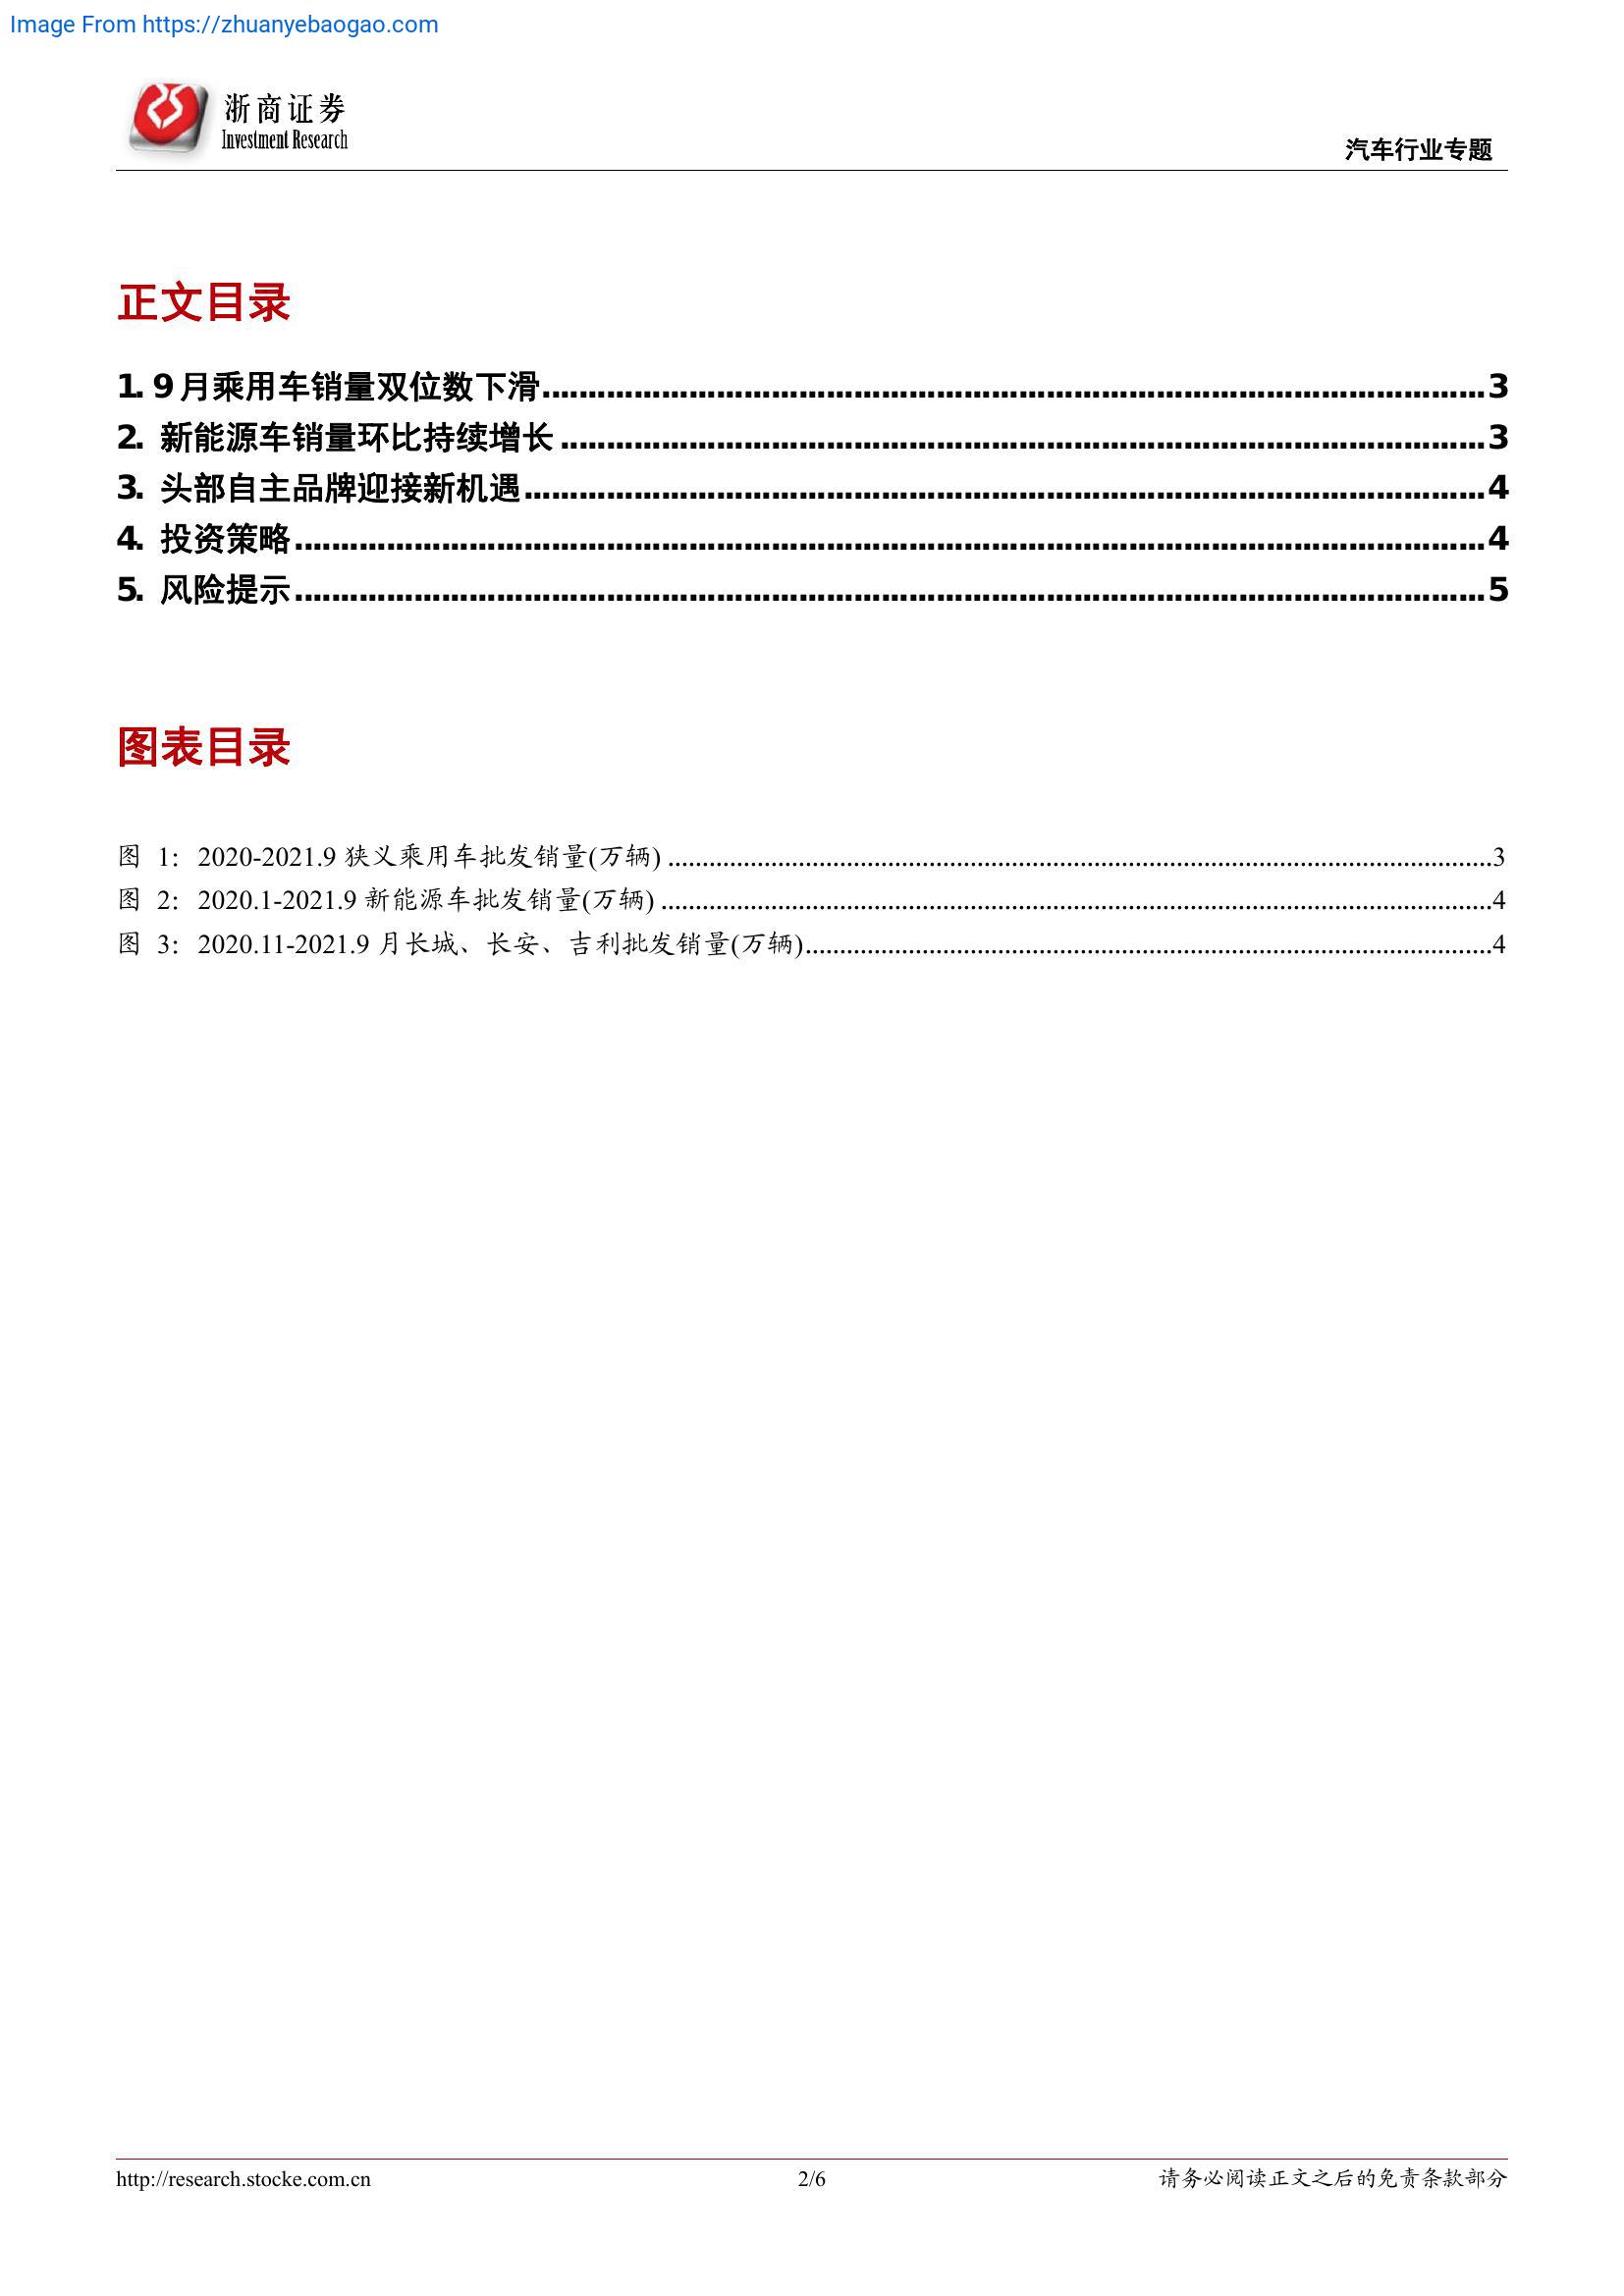 Image From https://zhuanyebaogao.com
浙商证券
Investment Research
汽车行业专题
正文目录
1. 9 月乘用车销量双位数下滑........................................................................................................3
2. 新能源车销量环比持续增长........................................................................................................3
3. 头部自主品牌迎接新机遇........................................................................................................4
4. 投资策略........................................................................................................4
5. 风险提示........................................................................................................5
图表目录
图 1: 2020-2021.9 狭义乘用车批发销量(万辆)........................................................................................................3
图 2: 2020.1-2021.9 新能源车批发销量(万辆)........................................................................................................4
图 3: 2020.11-2021.9 月长城、长安、吉利批发销量(万辆)........................................................................................................4
http://research.stocke.com.cn
2/6
请务必阅读正文之后的免责条款部分